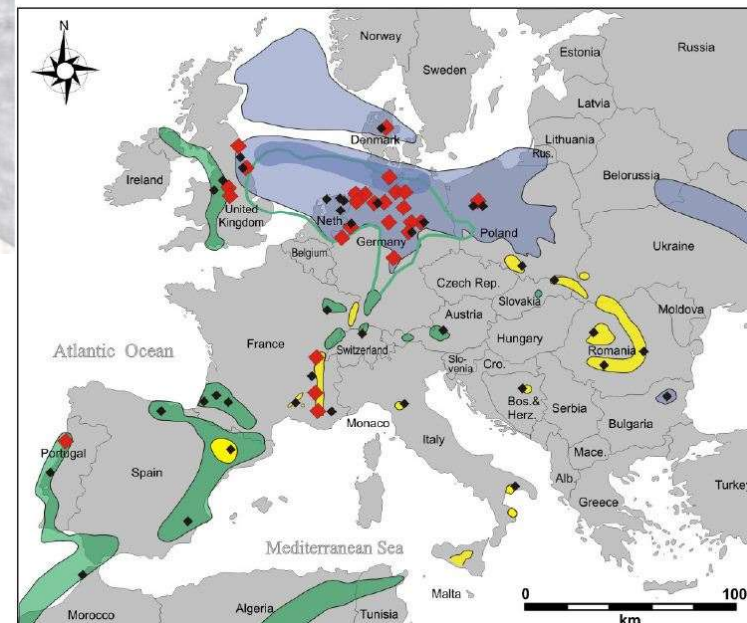 N
Norway
Sweden
Estonia
Russia
Latvia
Denmark
Lithuania
Rus.
Belorussia
Ireland
United
Kingdom
Neth.
Poland
Germany
Belgium
Ukraine
Czech Rep.
Slovakia
Moldova
Austria
France
Switzerland
Hungary
Romania
Atlantic Ocean
Slo-
venia
Cro.
Bos.&
Herz.
Serbia
Bulgaria
Monaco
Italy
Portugal
Spain
Mace.
Alb.
Turkey
Greece
Mediterranean Sea
Malta
0
100
km
Morocco
Algeria
Tunisia